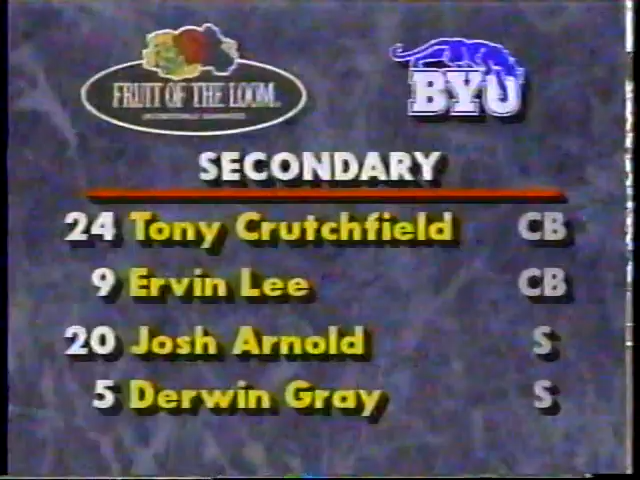 FRUIT OF THE LOOM.
BYU
SECONDARY
24 Tony Crutchfield CB
9 Ervin Lee CB
20 Josh Arnold S
5 Derwin Gray S